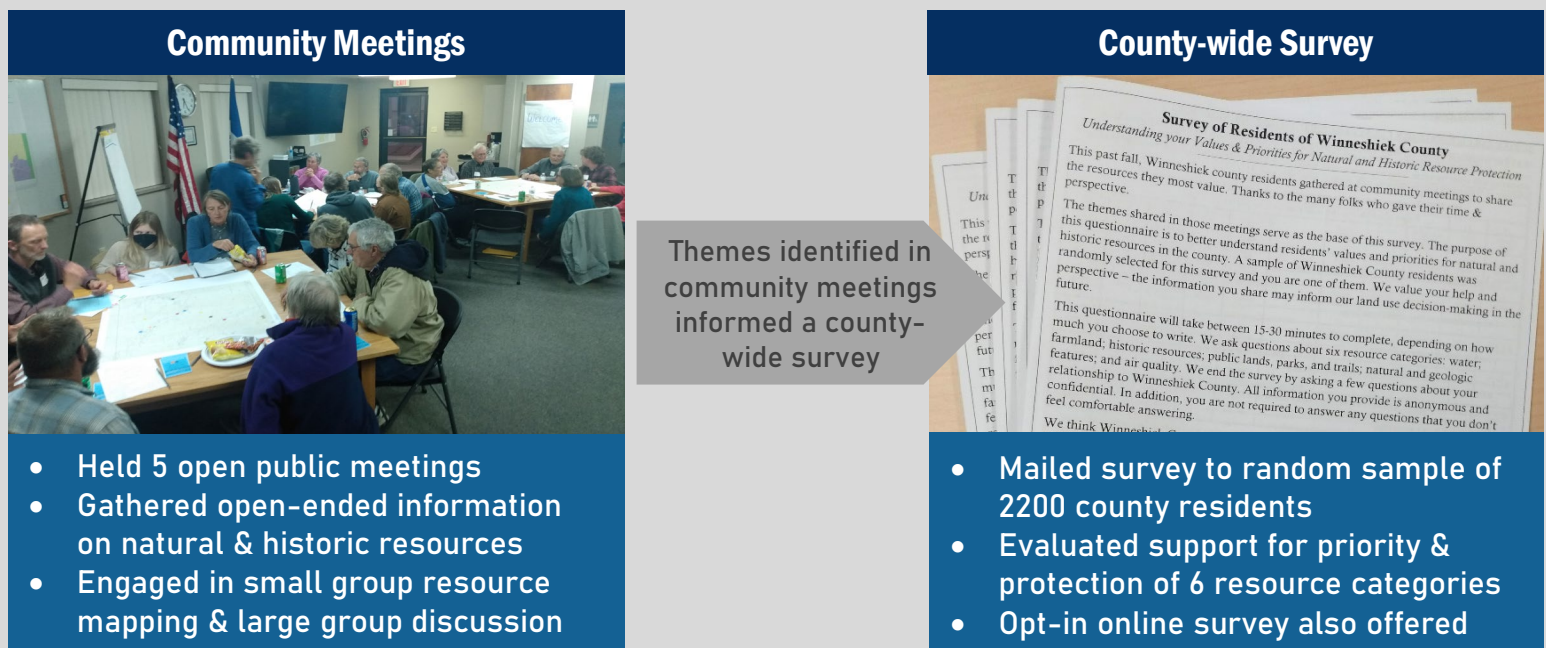 Community Meetings
Held 5 open public meetings
Gathered open-ended information
on natural & historic resources
Engaged in small group resource
mapping & large group discussion
Themes identified in
community meetings
informed a county-
wide survey
County-wide Survey
Survey of Residents of Winneshiek County
Understanding your Values & Priorities for Natural and Historic Resource Protection
This past fall, Winneshiek county residents gathered at community meetings to share
the resources they most value. Thanks to the many folks who gave their time &
perspective.
The themes shared in those meetings serve as the base of this survey. The purpose of
this questionnaire is to better understand residents' values and priorities for natural and
historic resources in the county. A sample of Winneshiek County residents was
randomly selected for this survey and you are one of them. We value your help and
perspective – the information you share may inform our land use decision-making in the
future.
This questionnaire will take between 15-30 minutes to complete, depending on how
much you choose to write. We ask questions about six resource categories: water;
farmland; historic resources; public lands, parks, and trails; natural and geologic
features; and air quality. We end the survey by asking a few questions about your
relationship to Winneshiek County. All information you provide is anonymous and
confidential. In addition, you are not required to answer any questions that you don't
feel comfortable answering.
We think
Mailed survey to random sample of
2200 county residents
Evaluated support for priority &
protection of 6 resource categories
Opt-in online survey also offered